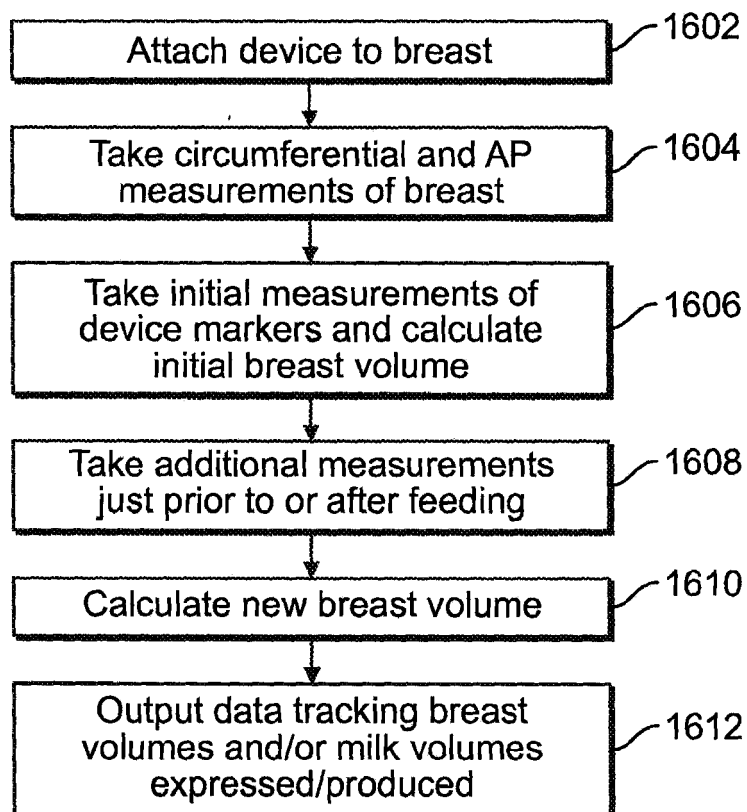 Attach device to breast
1602
Take circumferential and AP
measurements of breast
1604
Take initial measurements of
device markers and calculate
initial breast volume
1606
Take additional measurements
just prior to or after feeding
1608
Calculate new breast volume
1610
Output data tracking breast
volumes and/or milk volumes
expressed/produced
1612